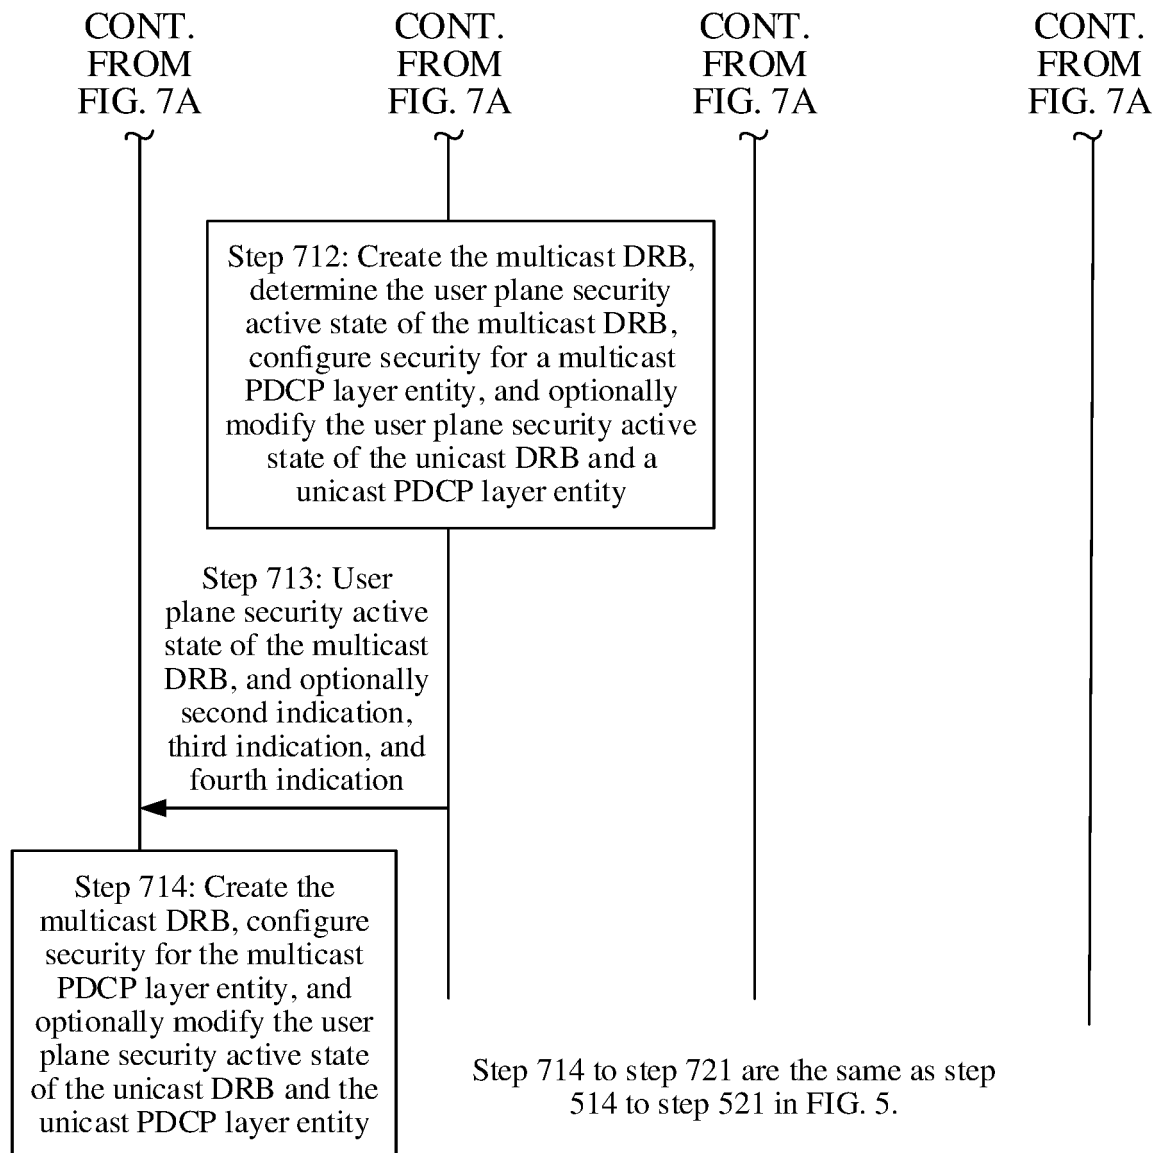 CONT.
FROM
FIG. 7A
CONT.
FROM
FIG. 7A
CONT.
FROM
FIG. 7A
CONT.
FROM
FIG. 7A
Step 712: Create the multicast DRB,
determine the user plane security
active state of the multicast DRB,
configure security for a multicast
PDCP layer entity, and optionally
modify the user plane security active
state of the unicast DRB and a
unicast PDCP layer entity
Step 713: User
plane security active
state of the multicast
DRB, and optionally
second indication,
third indication, and
fourth indication
Step 714: Create the
multicast DRB, configure
security for the multicast
PDCP layer entity, and
optionally modify the user
plane security active state
of the unicast DRB and the
unicast PDCP layer entity
Step 714 to step 721 are the same as step
514 to step 521 in FIG. 5.